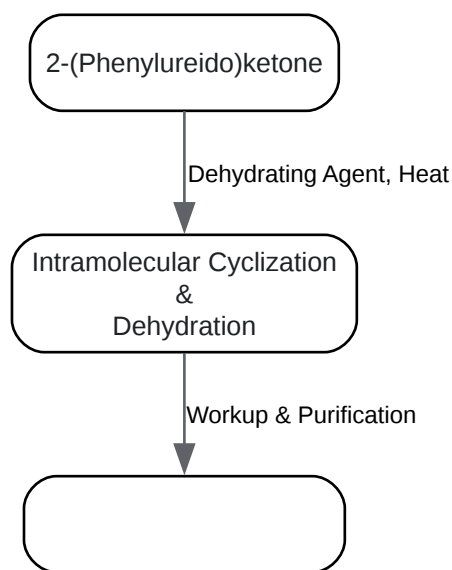 2-(Phenylureido)ketone
Dehydrating Agent, Heat
Intramolecular Cyclization
&
Dehydration
Workup & Purification